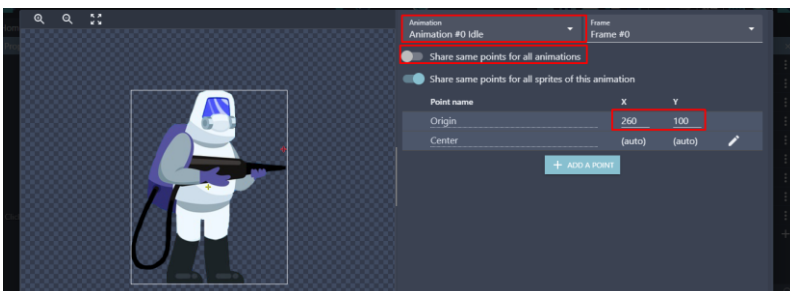 Animation
Animation #0 Idle
Frame
Frame #0
Share same points for all animations
Share same points for all sprites of this animation
Point name X Y
Origin 260 100
Center (auto) (auto)
+ ADD A POINT